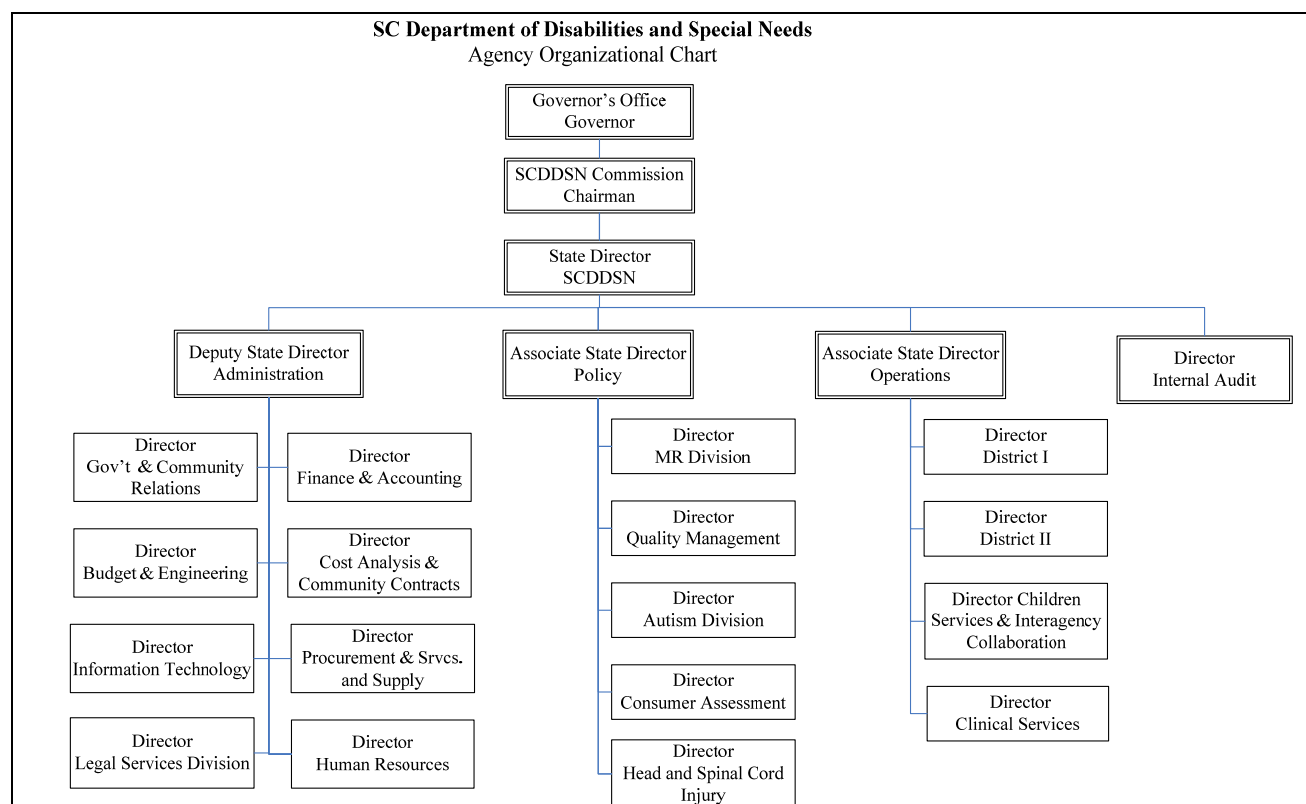 SC Department of Disabilities and Special Needs
Agency Organizational Chart
Governor's Office
Governor
SCDDSN Commission
Chairman
State Director
SCDDSN
Deputy State Director
Administration
Associate State Director
Policy
Associate State Director
Operations
Director
Internal Audit
Director
Gov't & Community
Relations
Director
Finance & Accounting
Director
Budget & Engineering
Director
Cost Analysis &
Community Contracts
Director
Information Technology
Director
Procurement & Srvcs.
and Supply
Director
Legal Services Division
Director
Human Resources
Director
MR Division
Director
Quality Management
Director
Autism Division
Director
Consumer Assessment
Director
Head and Spinal Cord
Injury
Director
District I
Director
District II
Director Children
Services & Interagency
Collaboration
Director
Clinical Services